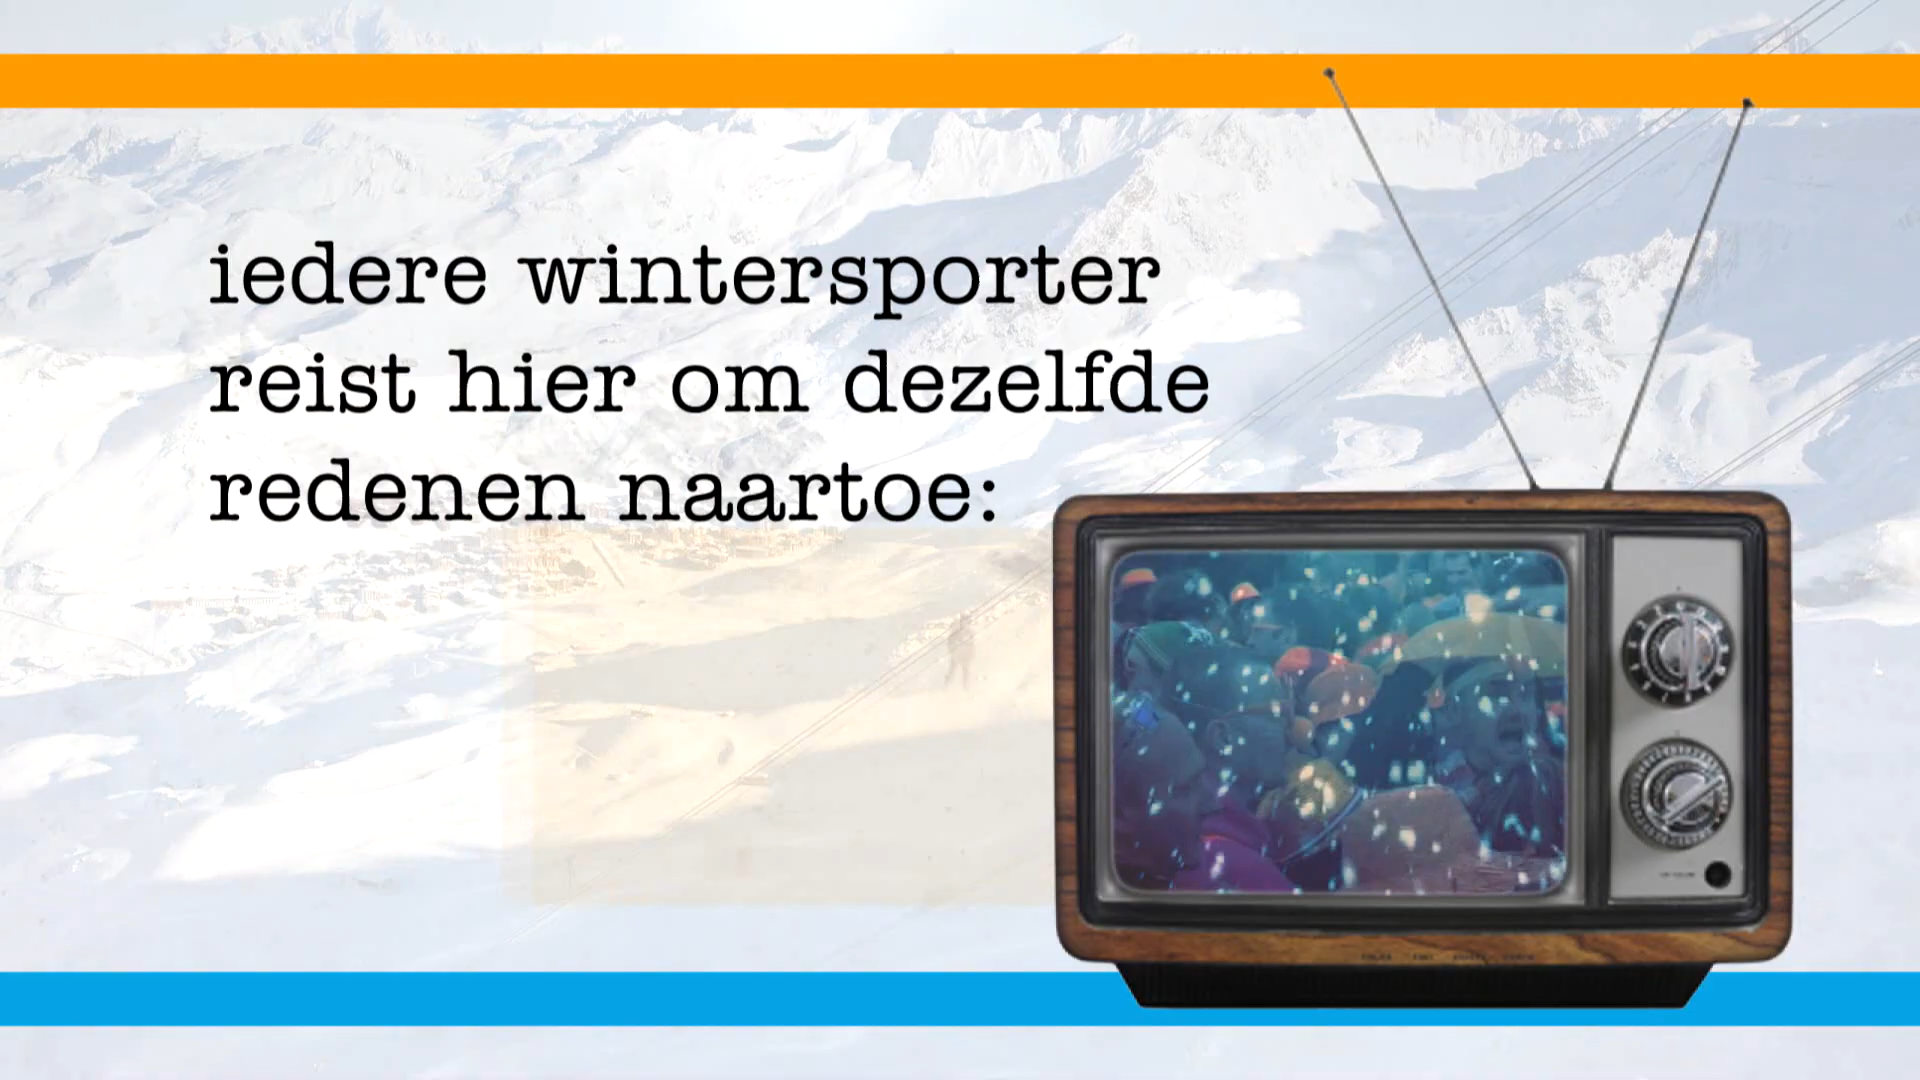 iedere wintersporter
reist hier om dezelfde
redenen naartoe: